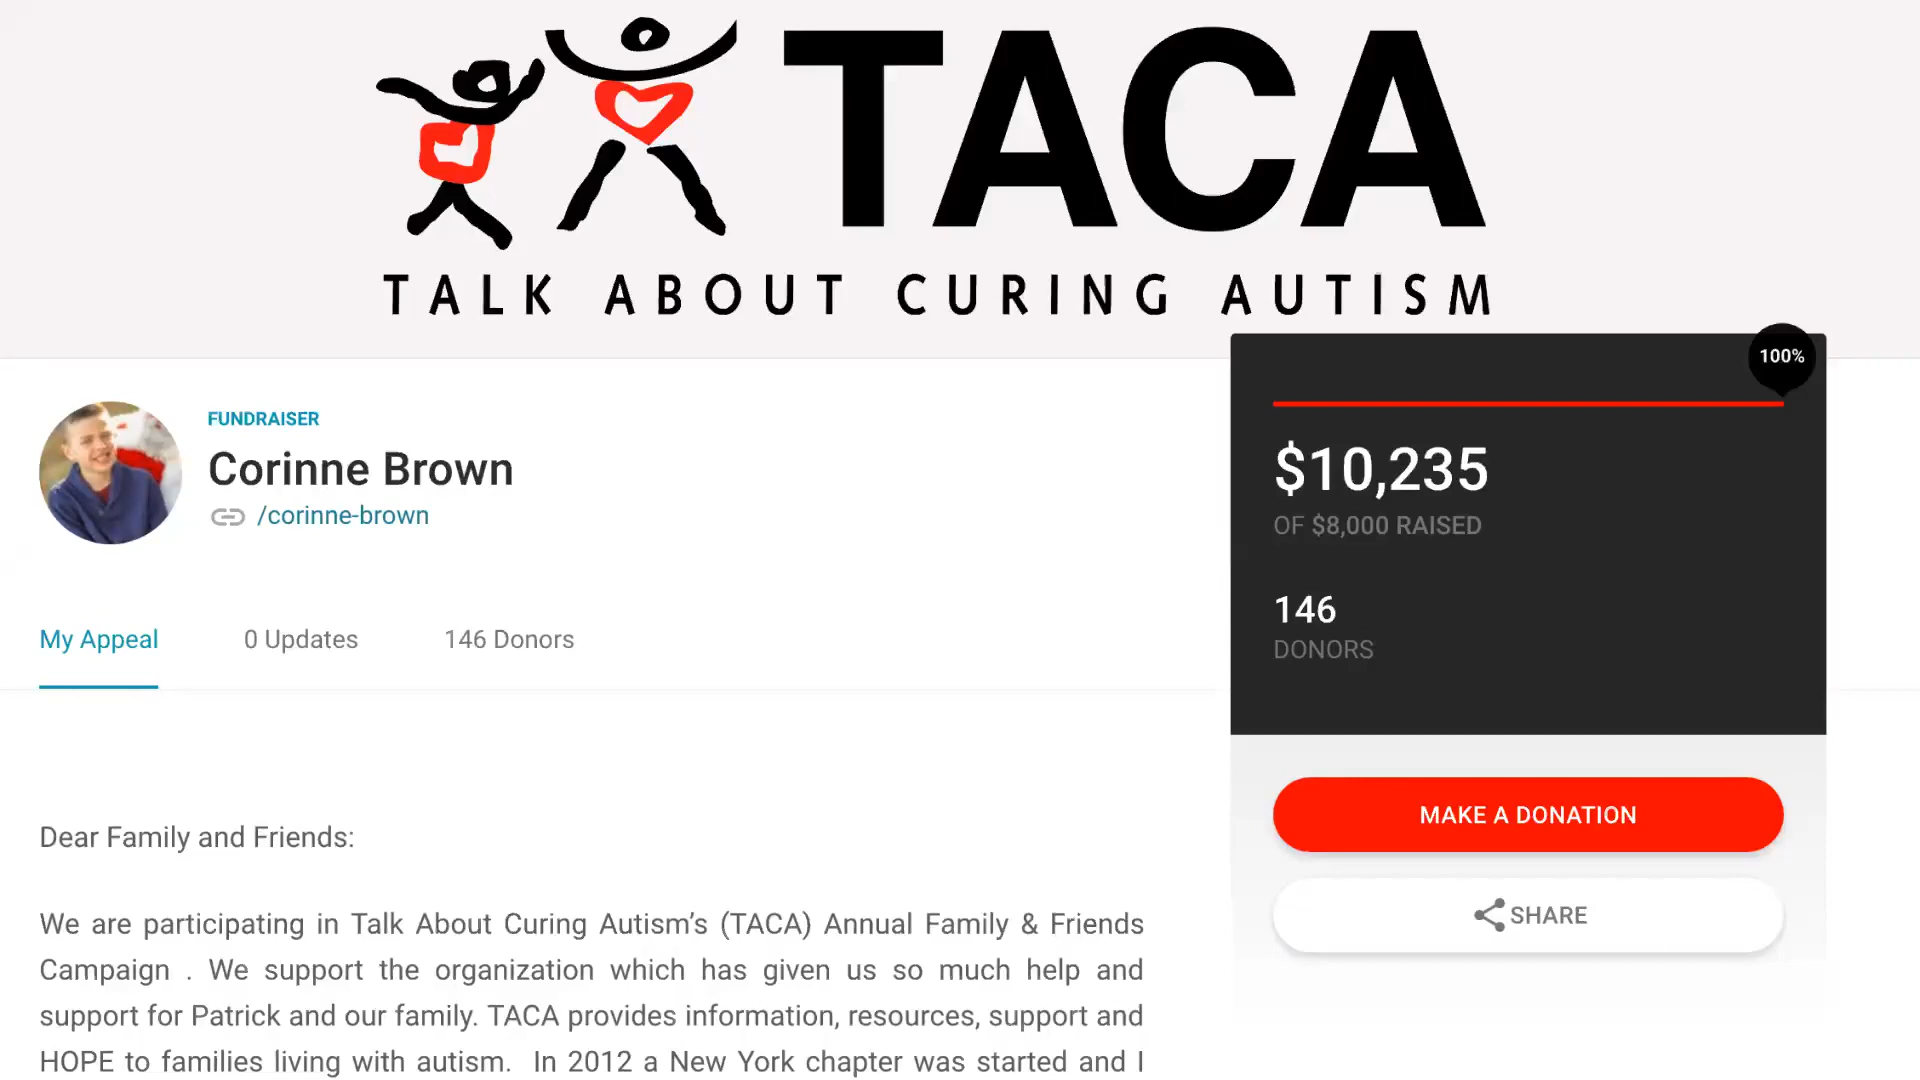 TACA
TALK ABOUT CURING AUTISM
100%
FUNDRAISER
Corinne Brown
/corinne-brown
$10,235
OF $8,000 RAISED
146
DONORS
My Appeal
0 Updates
146 Donors
MAKE A DONATION
SHARE
Dear Family and Friends:
We are participating in Talk About Curing Autism’s (TACA) Annual Family & Friends
Campaign . We support the organization which has given us so much help and
support for Patrick and our family. TACA provides information, resources, support and
HOPE to families living with autism. In 2012 a New York chapter was started and I